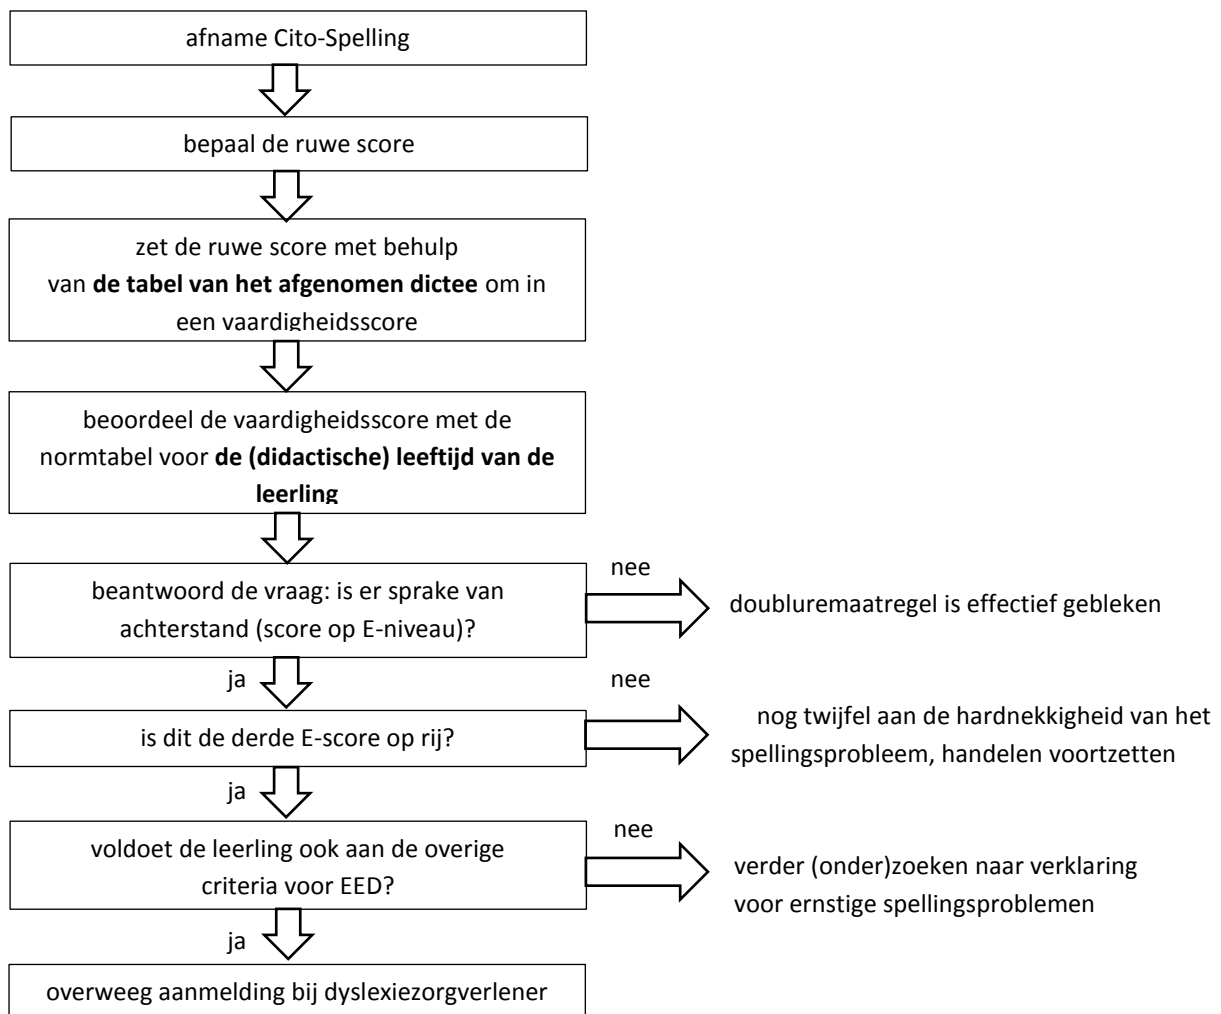 afname Cito-Spelling
bepaal de ruwe score
zet de ruwe score met behulp
van de tabel van het afgenomen dictee om in
een vaardigheidsscore
beoordeel de vaardigheidsscore met de
normtabel voor de (didactische) leeftijd van de
leerling
nee
beantwoord de vraag: is er sprake van
achterstand (score op E-niveau)?
doubluremaatregel is effectief gebleken
ja
nee
is dit de derde E-score op rij?
nog twijfel aan de hardnekkigheid van het
spellingsprobleem, handelen voortzetten
ja
nee
voldoet de leerling ook aan de overige
criteria voor EED?
verder (onder)zoeken naar verklaring
voor ernstige spellingsproblemen
ja
overweeg aanmelding bij dyslexiezorgverlener